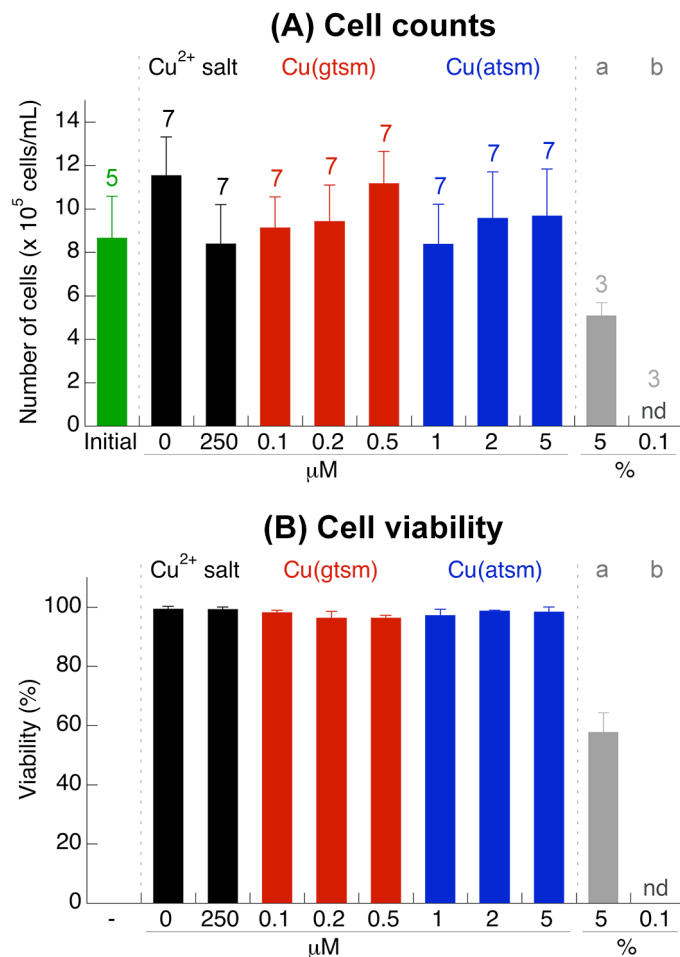 (A) Cell counts
Cu2+ salt Cu(gtsm) Cu(atsm) a b
Number of cells (x 10^5 cells/mL)
14
12
10
8
6
4
2
0
5 7 7 7 7 7 7 7 7 3 3
nd
Initial 0 250 0.1 0.2 0.5 1 2 5 5 0.1
μM %
(B) Cell viability
Cu2+ salt Cu(gtsm) Cu(atsm) a b
Viability (%)
100
80
60
40
20
0
nd
- 0 250 0.1 0.2 0.5 1 2 5 5 0.1
μM %